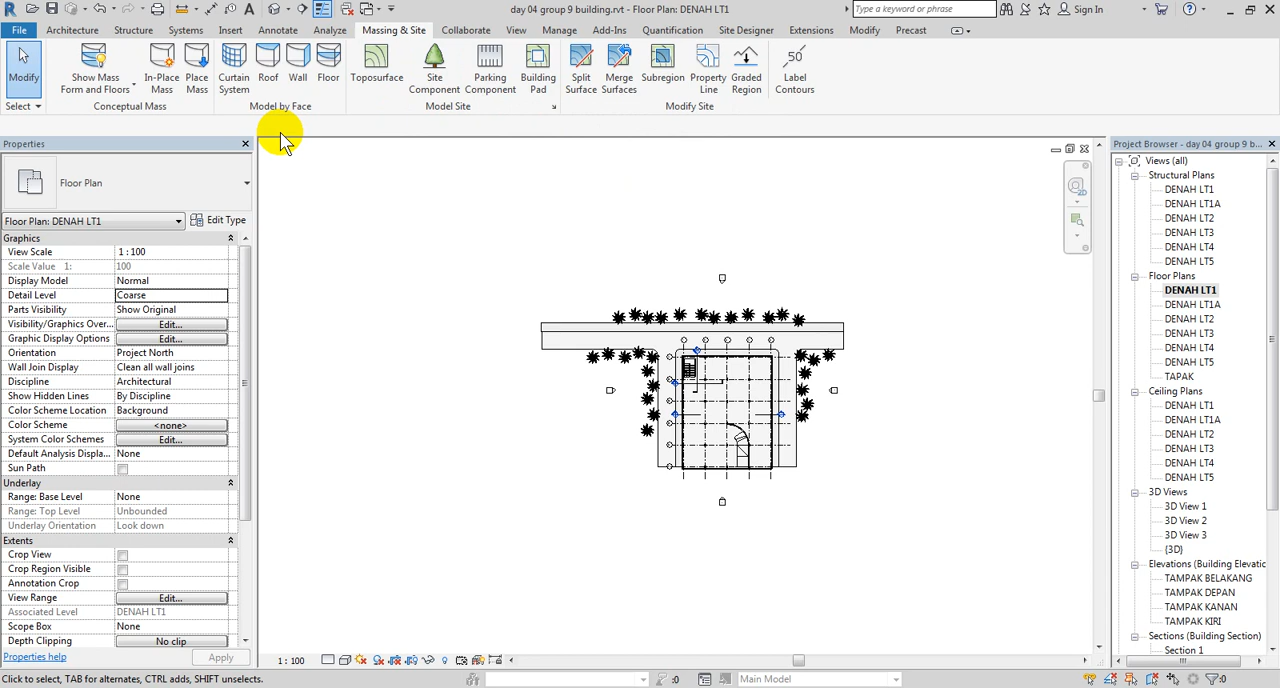 day 04 group 9 building.rvt - Floor Plan: DENAH LT1
Type a keyword or phrase
Sign In
File Architecture Structure Systems Insert Annotate Analyze Massing & Site Collaborate View Manage Add-Ins Quantification Site Designer Extensions Modify Precast
Modify
Show Mass Form and Floors
In-Place Mass
Place Mass
Curtain System
Roof
Wall
Floor
Toposurface
Site Component
Parking Component
Building Pad
Split Surface
Merge Surfaces
Subregion
Property Line
Graded Region
50
Label Contours
Select
Conceptual Mass
Model by Face
Model Site
Modify Site
Properties
Floor Plan
Floor Plan: DENAH LT1
Edit Type
Graphics
View Scale 1 : 100
Scale Value 1: 100
Display Model Normal
Detail Level Coarse
Parts Visibility Show Original
Visibility/Graphics Over... Edit...
Graphic Display Options Edit...
Orientation Project North
Wall Join Display Clean all wall joins
Discipline Architectural
Show Hidden Lines By Discipline
Color Scheme Location Background
Color Scheme <none>
System Color Schemes Edit...
Default Analysis Displa... None
Sun Path
Underlay
Range: Base Level None
Range: Top Level Unbounded
Underlay Orientation Look down
Extents
Crop View
Crop Region Visible
Annotation Crop
View Range Edit...
Associated Level DENAH LT1
Scope Box None
Depth Clipping No clip
Properties help
Apply
2D
1 : 100
Project Browser - day 04 group 9 b...
Views (all)
Structural Plans
DENAH LT1
DENAH LT1A
DENAH LT2
DENAH LT3
DENAH LT4
DENAH LT5
Floor Plans
DENAH LT1
DENAH LT1A
DENAH LT2
DENAH LT3
DENAH LT4
DENAH LT5
TAPAK
Ceiling Plans
DENAH LT1
DENAH LT1A
DENAH LT2
DENAH LT3
DENAH LT4
DENAH LT5
3D Views
3D View 1
3D View 2
3D View 3
{3D}
Elevations (Building Elevatic
TAMPAK BELAKANG
TAMPAK DEPAN
TAMPAK KANAN
TAMPAK KIRI
Sections (Building Section)
Section 1
Click to select, TAB for alternates, CTRL adds, SHIFT unselects.
:0
Main Model
:0